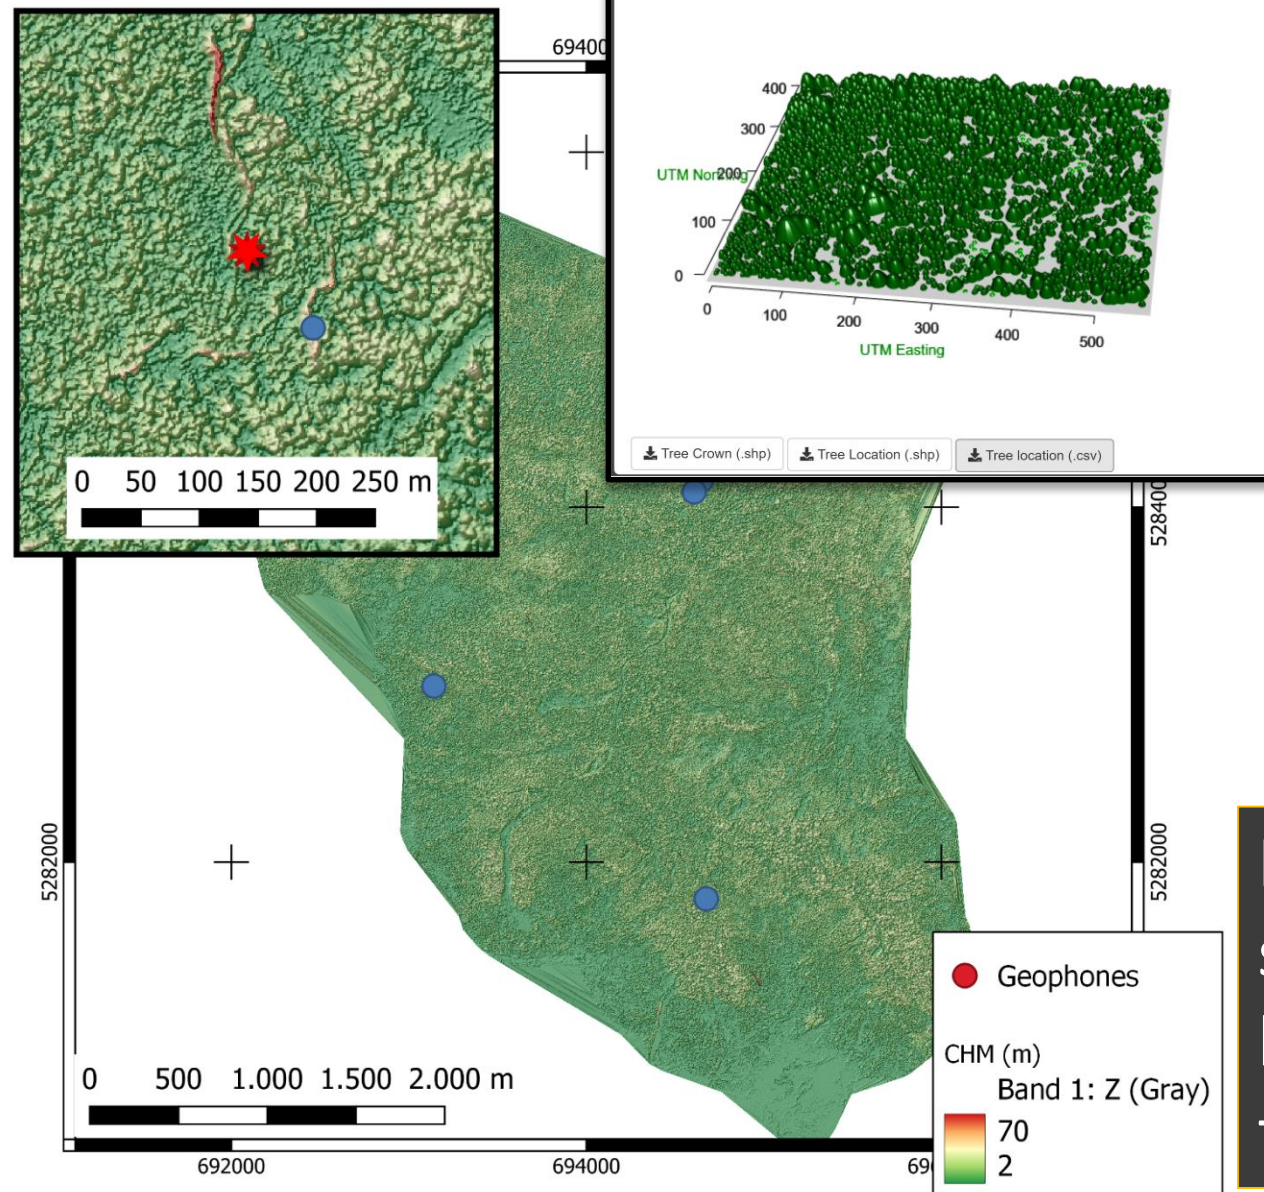 69400
400
300
200
100
0
UTM Northing
0
100
200
300
400
500
UTM Easting
Tree Crown (.shp)
Tree Location (.shp)
Tree location (.csv)
0 50 100 150 200 250 m
528400
5282000
5282000
Geophones
CHM (m)
Band 1: Z (Gray)
70
2
0 500 1.000 1.500 2.000 m
692000
694000